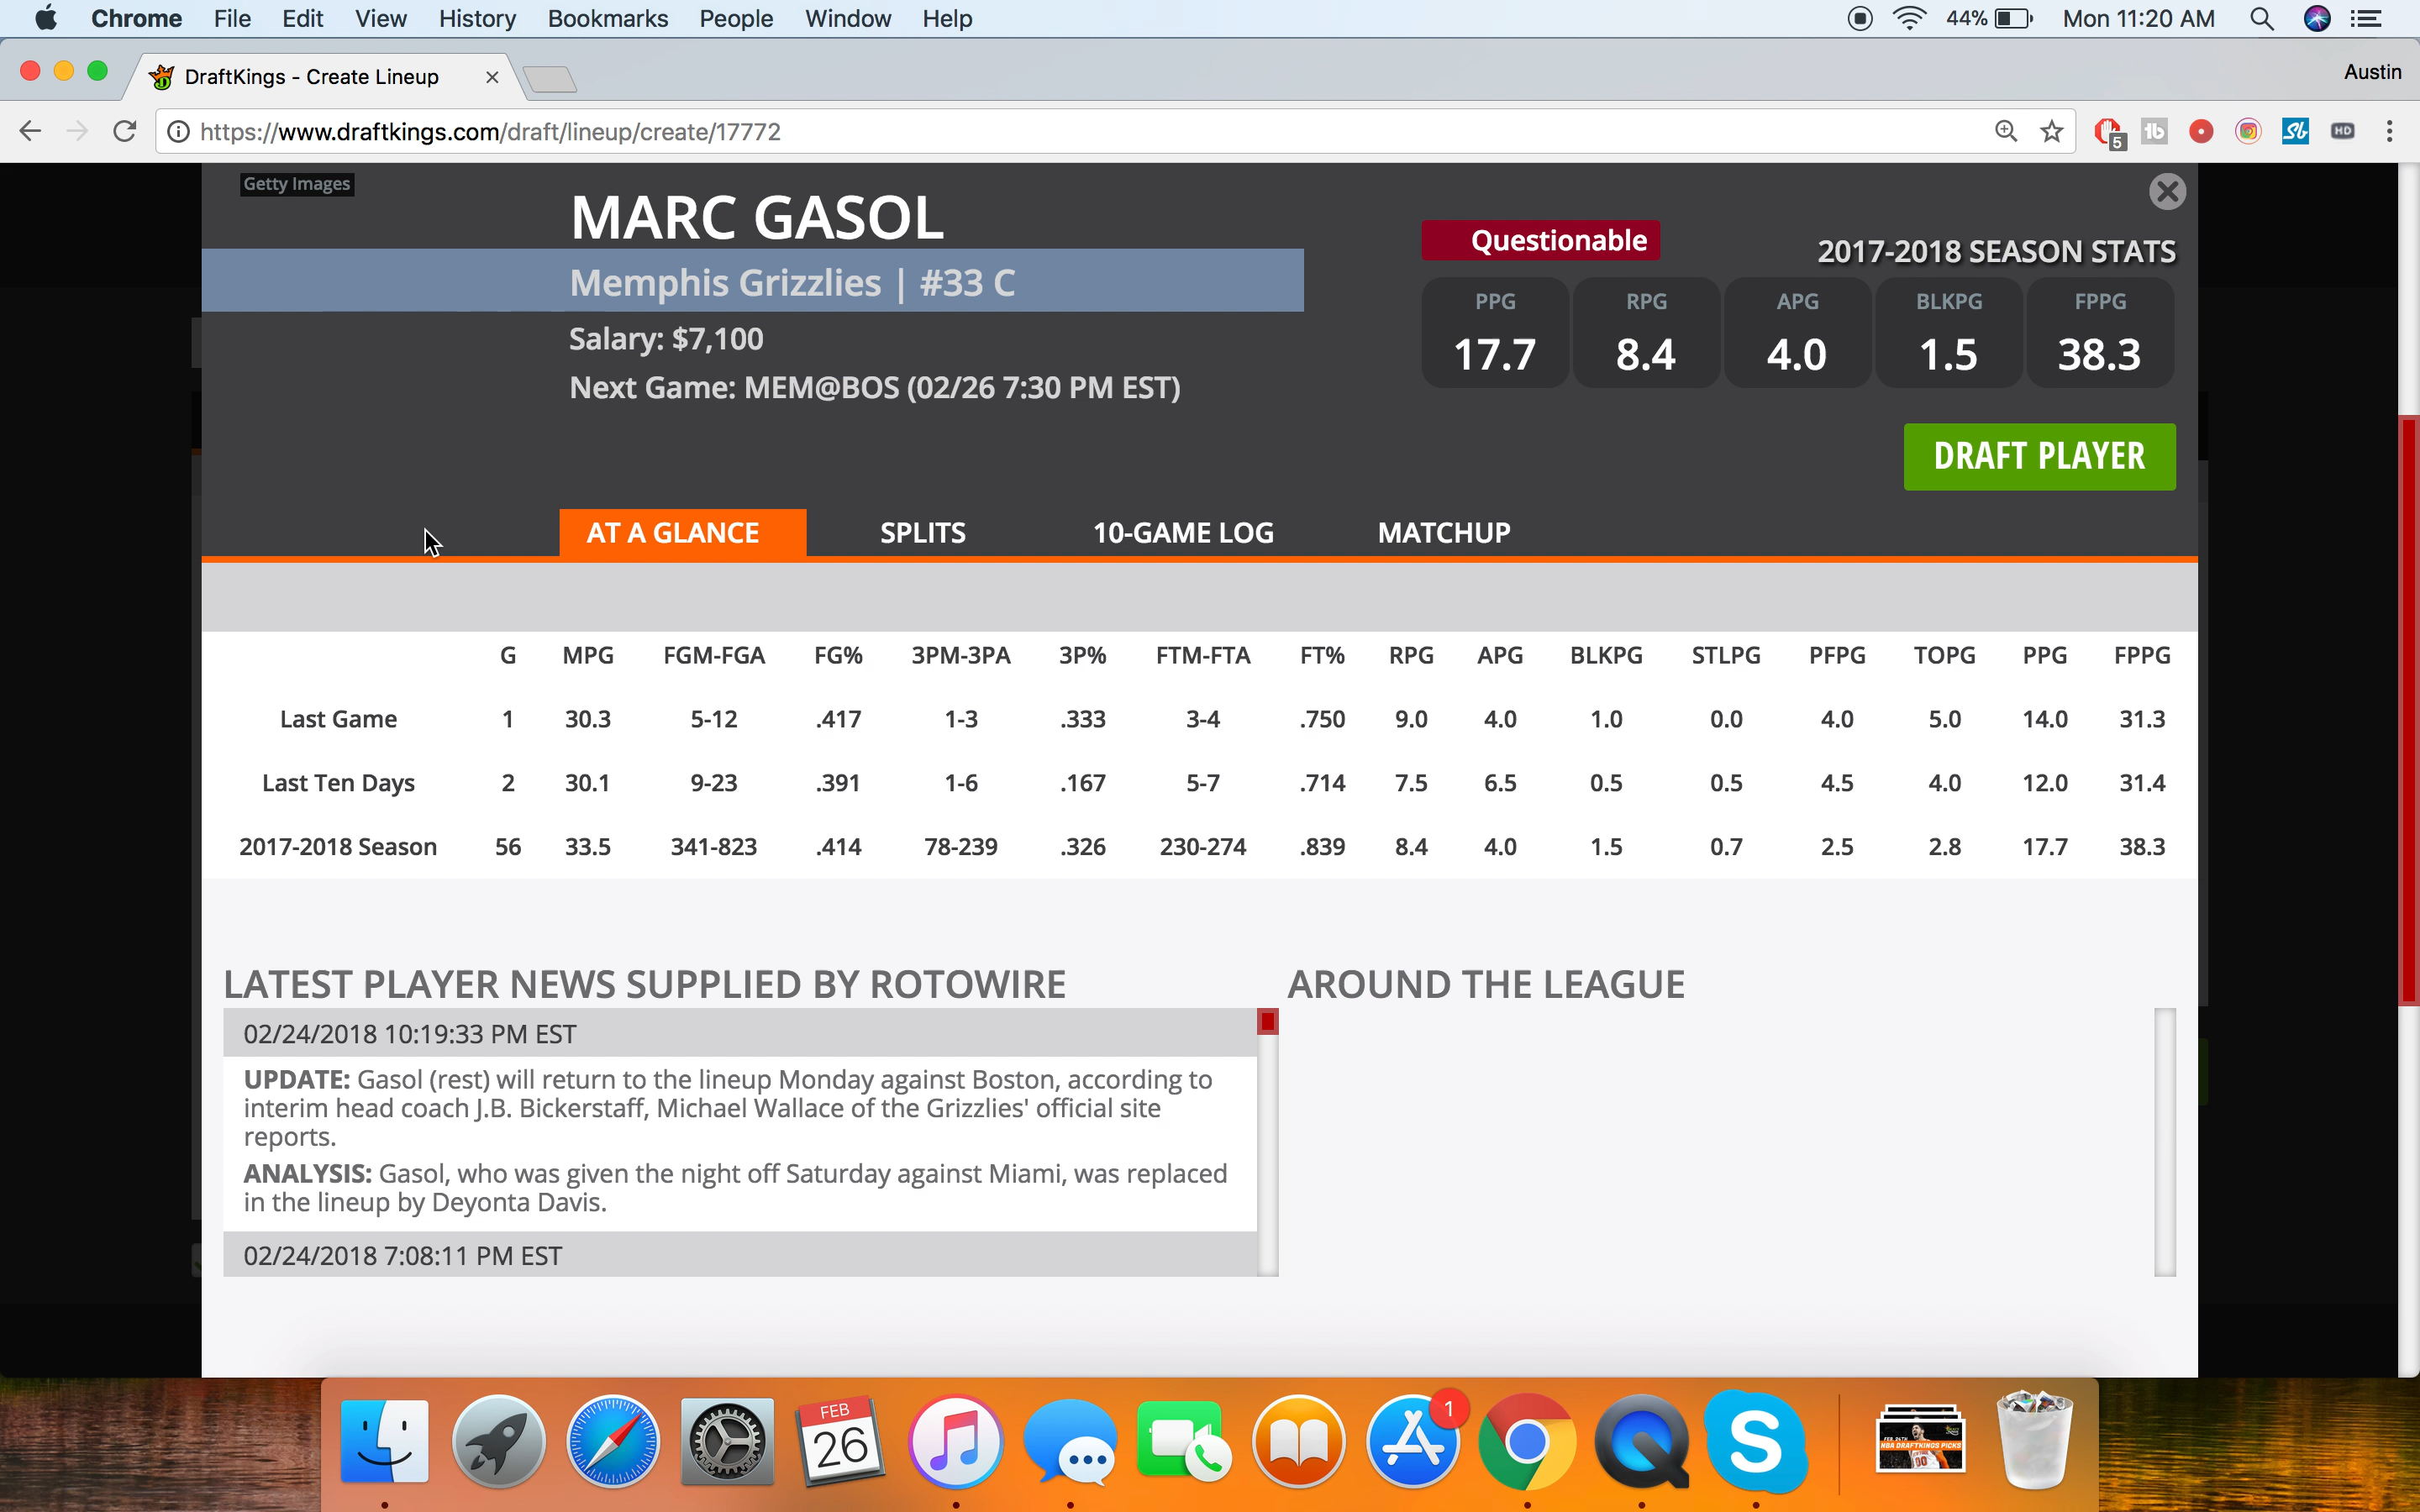 Chrome File Edit View History Bookmarks People Window Help 44% Mon 11:20 AM
DraftKings - Create Lineup Austin
https://www.draftkings.com/draft/lineup/create/17772 5 tb Sb HD
Getty Images
MARC GASOL
Questionable 2017-2018 SEASON STATS
Memphis Grizzlies | #33 C
PPG RPG APG BLKPG FPPG
17.7 8.4 4.0 1.5 38.3
Salary: $7,100
Next Game: MEM@BOS (02/26 7:30 PM EST)
DRAFT PLAYER
AT A GLANCE SPLITS 10-GAME LOG MATCHUP
G MPG FGM-FGA FG% 3PM-3PA 3P% FTM-FTA FT% RPG APG BLKPG STLPG PFPG TOPG PPG FPPG
Last Game 1 30.3 5-12 .417 1-3 .333 3-4 .750 9.0 4.0 1.0 0.0 4.0 5.0 14.0 31.3
Last Ten Days 2 30.1 9-23 .391 1-6 .167 5-7 .714 7.5 6.5 0.5 0.5 4.5 4.0 12.0 31.4
2017-2018 Season 56 33.5 341-823 .414 78-239 .326 230-274 .839 8.4 4.0 1.5 0.7 2.5 2.8 17.7 38.3
LATEST PLAYER NEWS SUPPLIED BY ROTOWIRE AROUND THE LEAGUE
02/24/2018 10:19:33 PM EST
UPDATE: Gasol (rest) will return to the lineup Monday against Boston, according to
interim head coach J.B. Bickerstaff, Michael Wallace of the Grizzlies' official site
reports.
ANALYSIS: Gasol, who was given the night off Saturday against Miami, was replaced
in the lineup by Deyonta Davis.
02/24/2018 7:08:11 PM EST
FEB
26
1
S
FEB. 26TH
NBA DRAFTKINGS PICKS